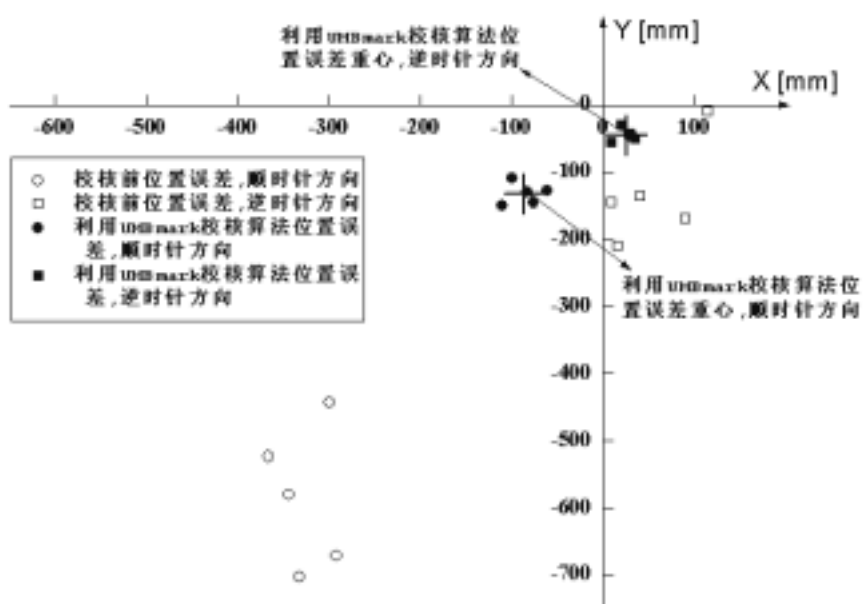 利用UMBmark校核算法位
置误差重心,逆时针方向
Y [mm]
X [mm]
-600 -500 -400 -300 -200 -100 0 100
-0
-100
-200
-300
-400
-500
-600
-700
校核前位置误差,顺时针方向
校核前位置误差,逆时针方向
利用UMBmark校核算法位置误
差,顺时针方向
利用UMBmark校核算法位置误
差,逆时针方向
利用UMBmark校核算法位
置误差重心,顺时针方向